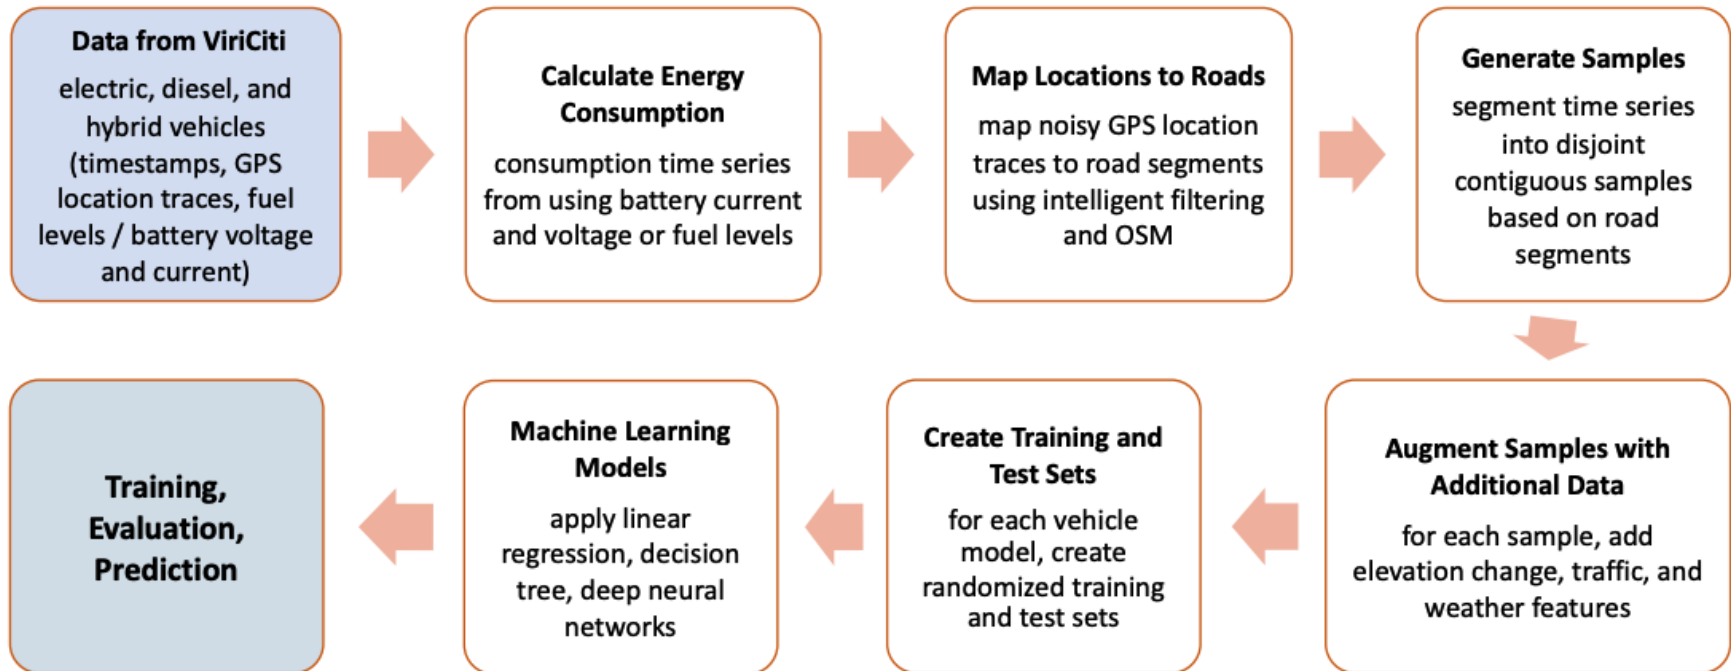 Data from ViriCiti
electric, diesel, and
hybrid vehicles
(timestamps, GPS
location traces, fuel
levels / battery voltage
and current)
Calculate Energy
Consumption
consumption time series
from using battery current
and voltage or fuel levels
Map Locations to Roads
map noisy GPS location
traces to road segments
using intelligent filtering
and OSM
Generate Samples
segment time series
into disjoint
contiguous samples
based on road
segments
Augment Samples with
Additional Data
for each sample, add
elevation change, traffic, and
weather features
Create Training and
Test Sets
for each vehicle
model, create
randomized training
and test sets
Machine Learning
Models
apply linear
regression, decision
tree, deep neural
networks
Training,
Evaluation,
Prediction